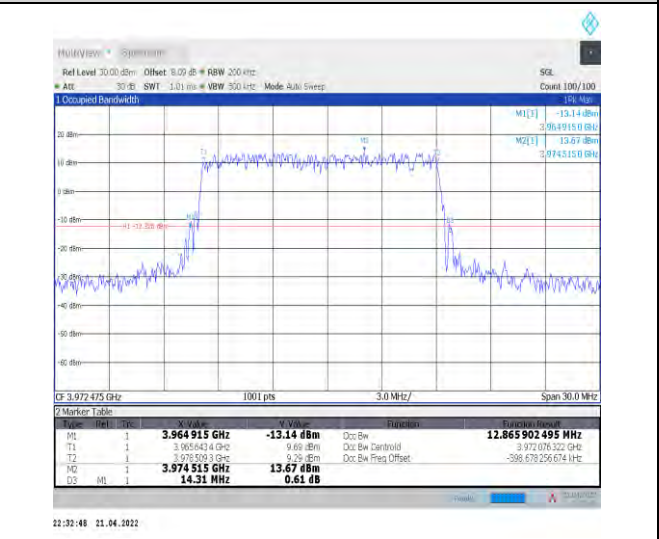 MultiView Spectrum
Ref Level 30.00 dBm Offset 8.09 dB RBW 200 kHz SGL
Att 30 dB SWT 1.01 ms VBW 500 kHz Mode Auto Sweep Count 100/100
1 Occupied Bandwidth 1Pk Max
M1[1] -13.14 dBm
3.9649150 GHz
M2[1] 13.67 dBm
3.9745150 GHz
20 dBm
M2
T1
T2
10 dBm
0 dBm
-10 dBm
M1
D3
H1
-20 dBm
-30 dBm
-40 dBm
-50 dBm
-60 dBm
CF 3.972 475 GHz 1001 pts 3.0 MHz/ Span 30.0 MHz
2 Marker Table
Type Ref Trc X-Value Y-Value Function Function Result
M1 1 3.964 915 GHz -13.14 dBm Occ Bw 12.865 902 495 MHz
T1 1 3.965643 4 GHz 9.69 dBm Occ Bw Centroid 3.972 076 322 GHz
T2 1 3.978 509 3 GHz 9.29 dBm Occ Bw Freq Offset -398.678 256 674 kHz
M2 1 3.974 515 GHz 13.67 dBm
D3 M1 1 14.31 MHz 0.61 dB
22:32:48 21.04.2022